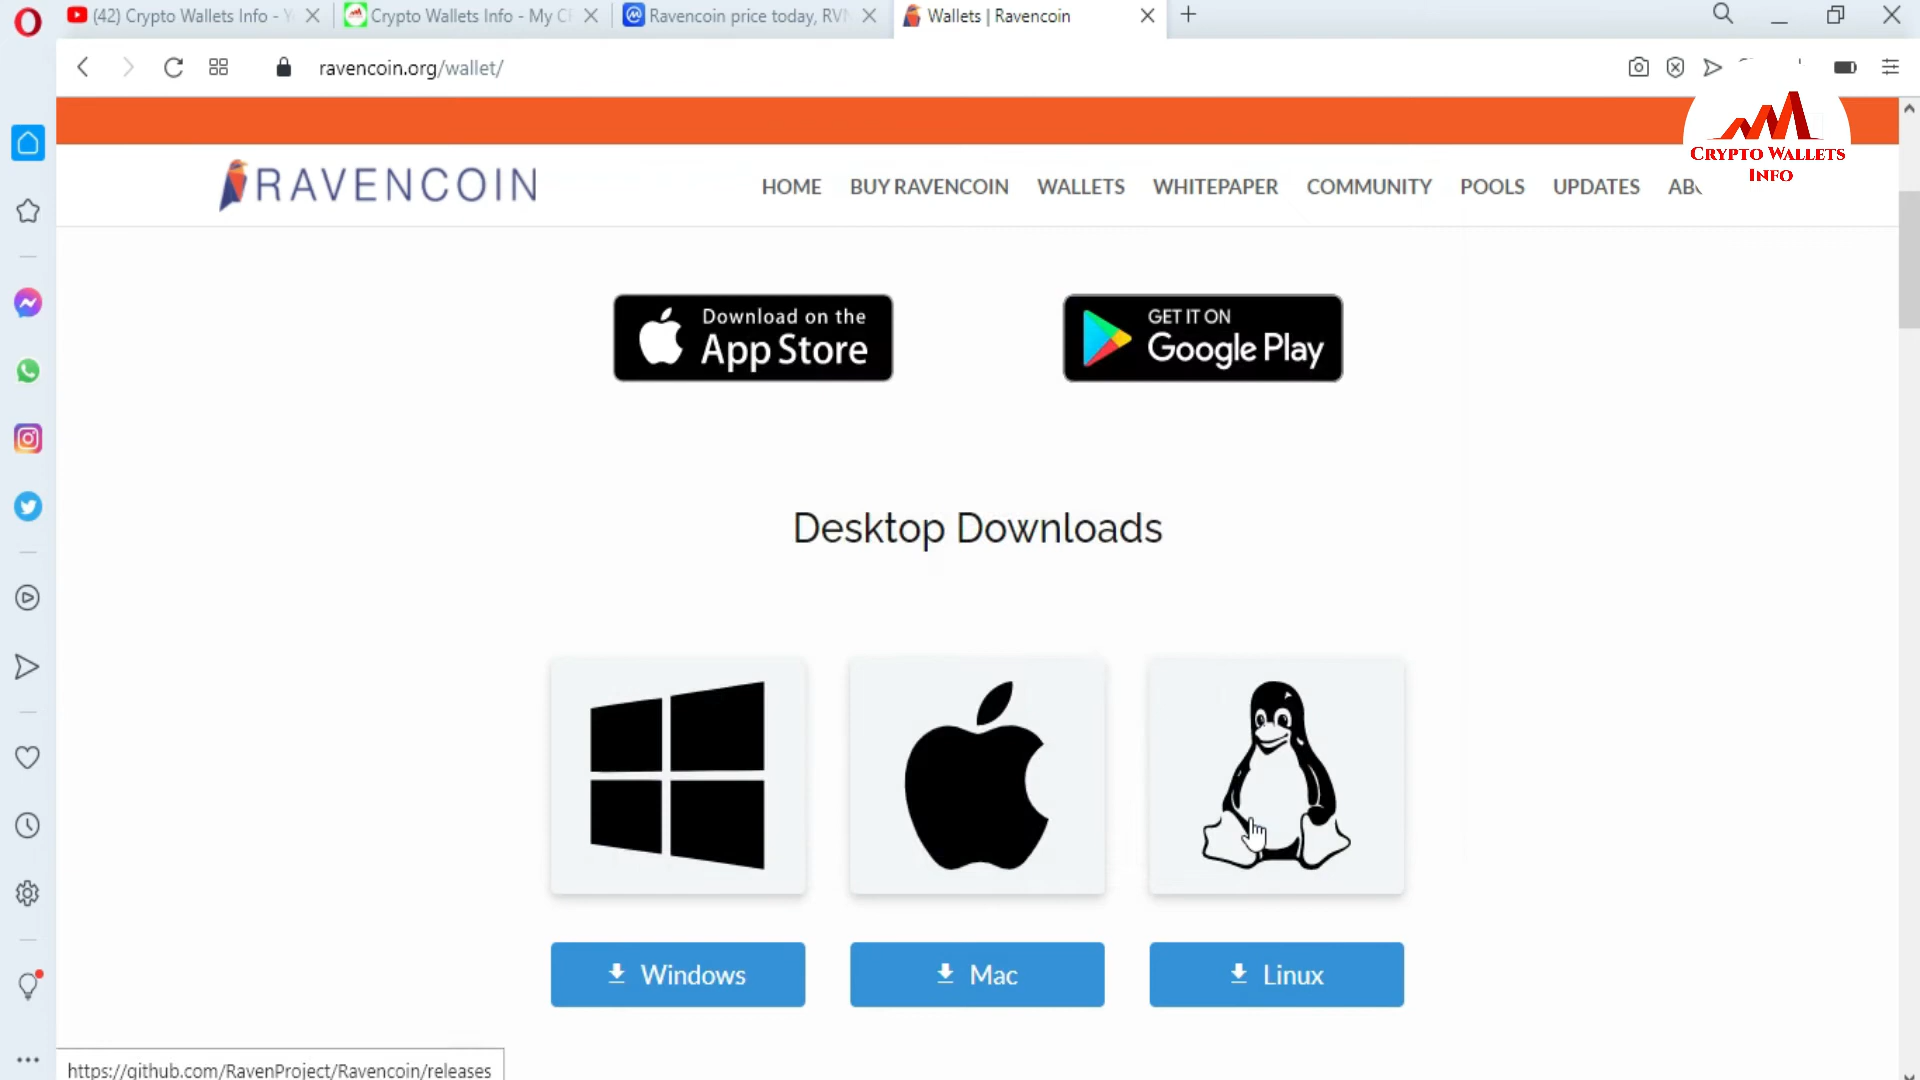 (42) Crypto Wallets Info - Y
Crypto Wallets Info - My C
Ravencoin price today, RVN
Wallets | Ravencoin
ravencoin.org/wallet/
CRYPTO WALLETS
INFO
RAVENCOIN
HOME BUY RAVENCOIN WALLETS WHITEPAPER COMMUNITY POOLS UPDATES
Download on the
App Store
GET IT ON
Google Play
Desktop Downloads
Windows
Mac
Linux
https://github.com/RavenProject/Ravencoin/releases